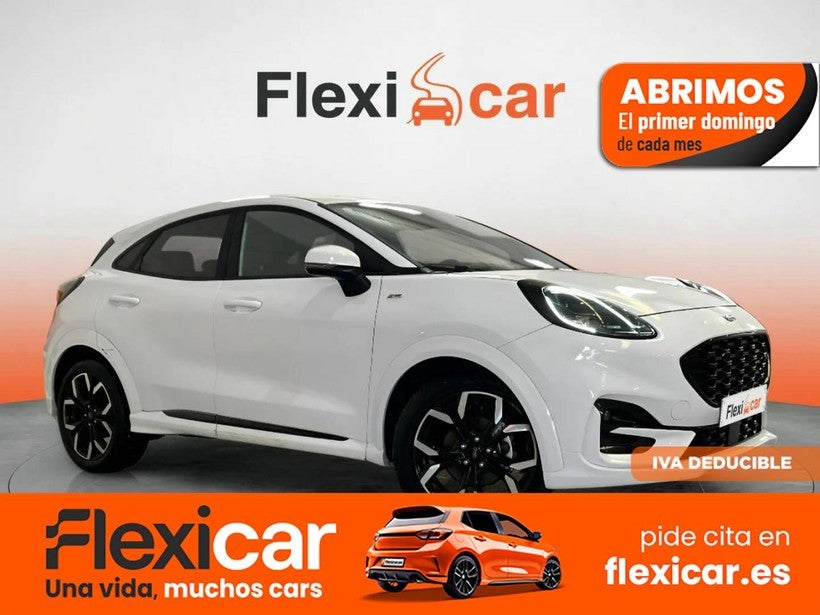 Flexicar
ABRIMOS
El primer domingo
de cada mes
Flexicar
IVA DEDUCIBLE
Flexicar
Una vida, muchos cars
pide cita en
flexicar.es